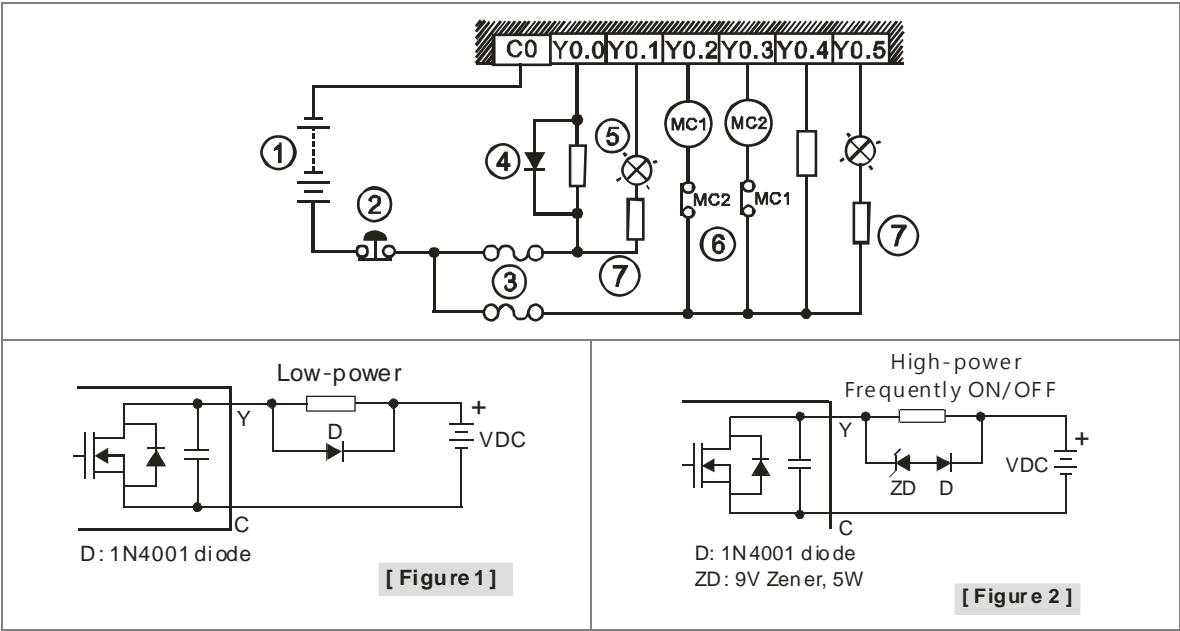 C0 Y0.0 Y0.1 Y0.2 Y0.3 Y0.4 Y0.5
① ④ ⑤ MC1 MC2
② MC2 MC1
⑥ ⑦
③ ⑦
Low-power
Y
D
+
VDC
C
D: 1N4001 diode
[ Figure 1 ]
High-power
Frequently ON/OFF
Y
ZD D
VDC
+
C
D: 1N4001 diode
ZD: 9V Zener, 5W
[ Figure 2 ]